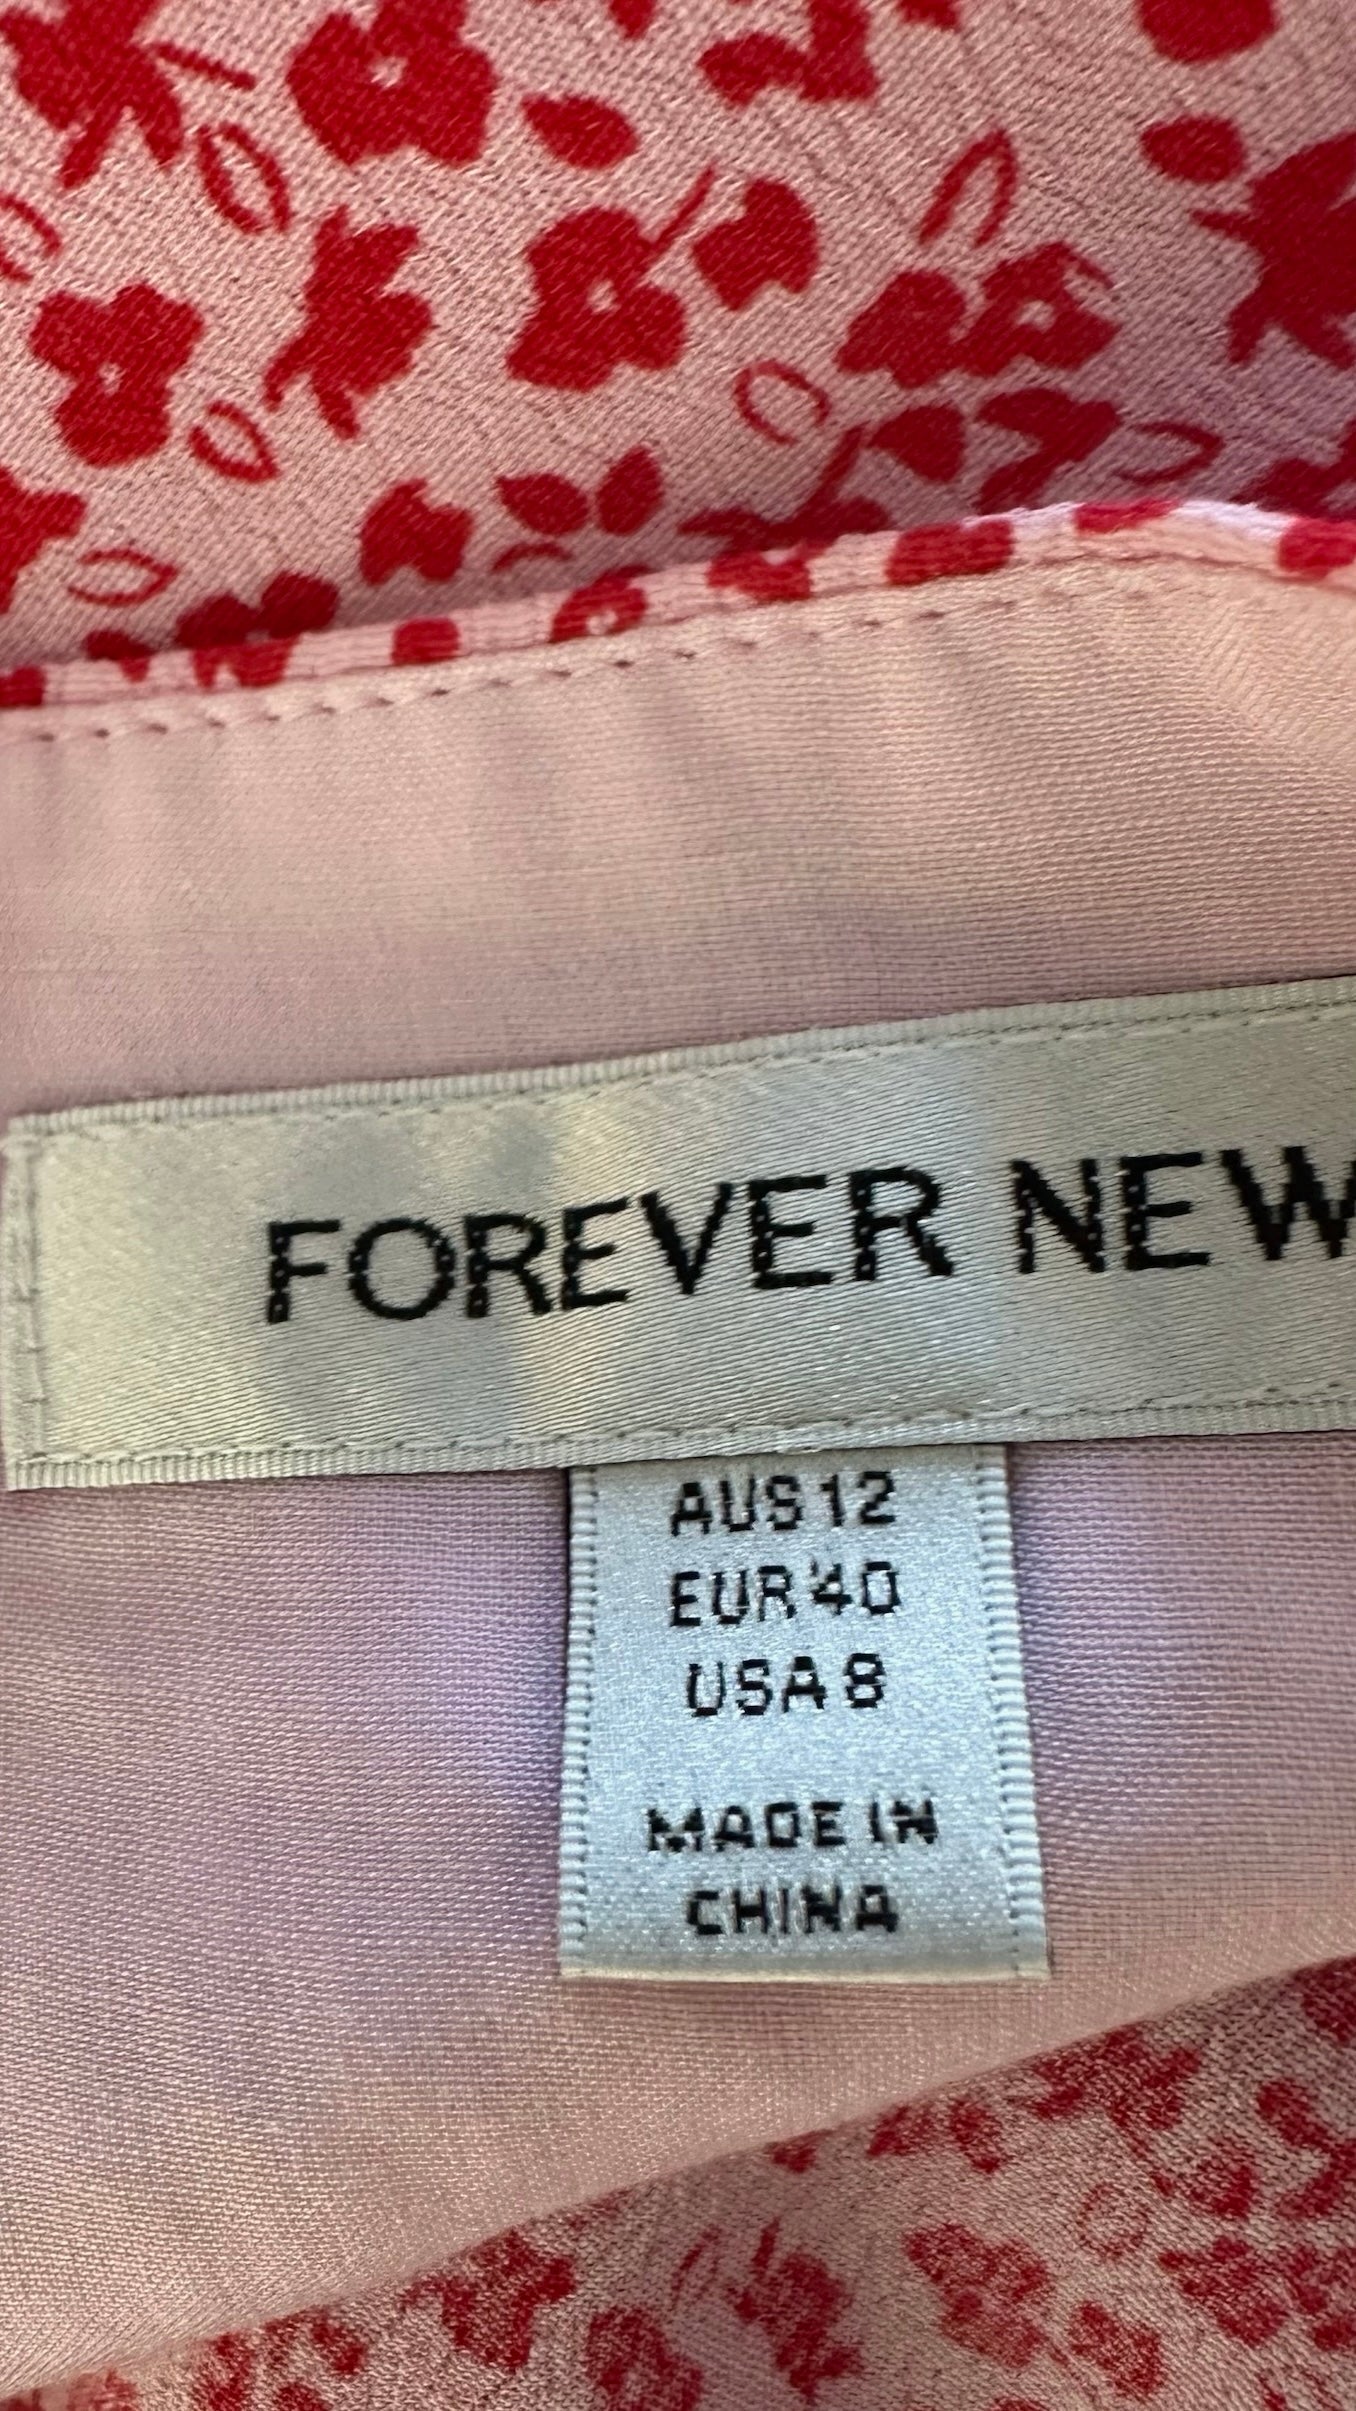 FOREVER NEW
AUS 12
EUR 40
USA 8
MADE IN
CHINA